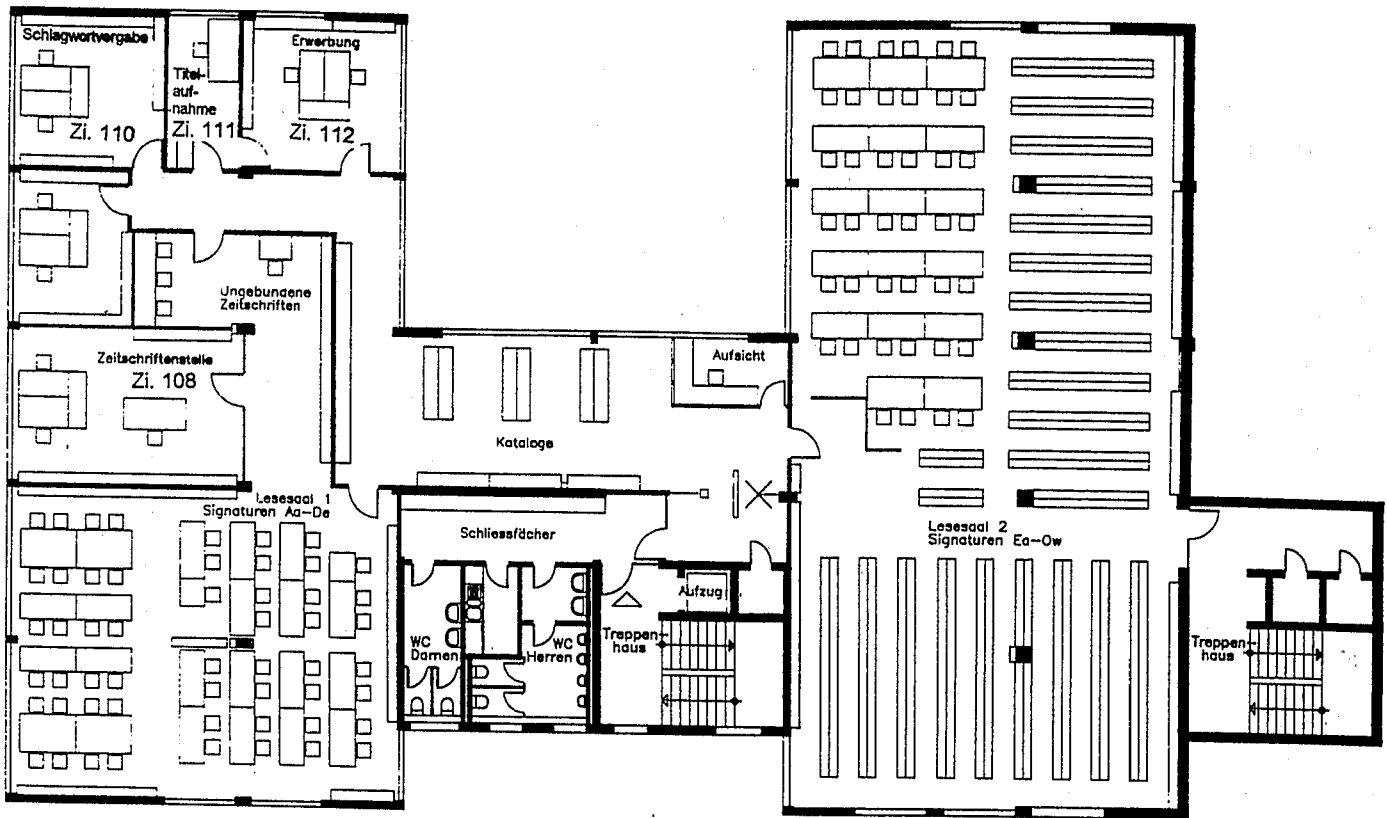 Schlagwortvergabe
Zi. 110
Titel-
auf-
nahme
Zi. 111
Erwerbung
Zi. 112
Ungebundene
Zeitschriften
Zeitschriftenstelle
Zi. 108
Aufsicht
Kataloge
Lesesaal 1
Signaturen Aa-De
Schliessfächer
Lesesaal 2
Signaturen Ea-Ow
Aufzug
WC
Damen
WC
Herren
Treppen-
haus
Treppen-
haus